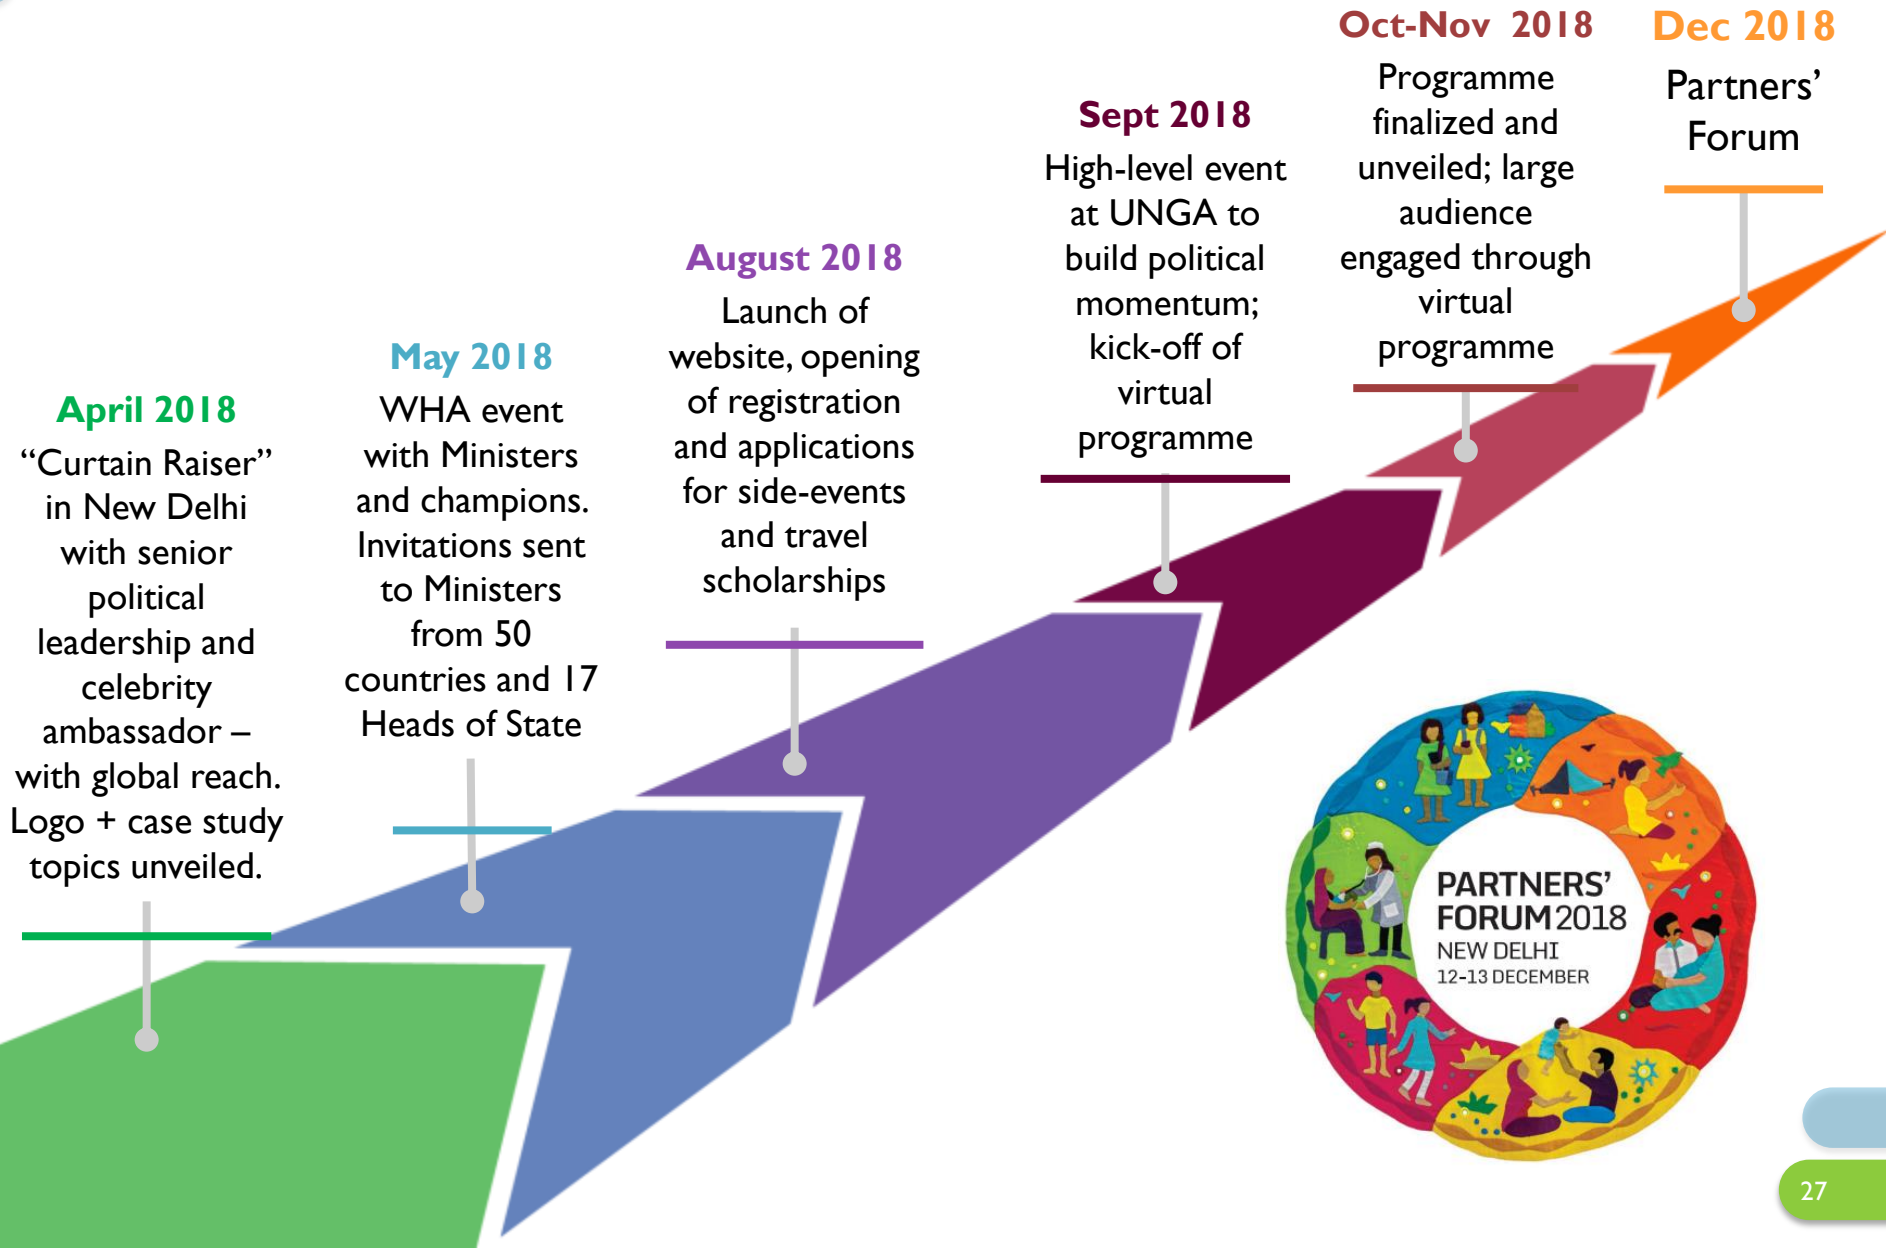 April 2018
“Curtain Raiser”
in New Delhi
with senior
political
leadership and
celebrity
ambassador –
with global reach.
Logo + case study
topics unveiled.
May 2018
WHA event
with Ministers
and champions.
Invitations sent
to Ministers
from 50
countries and 17
Heads of State
August 2018
Launch of
website, opening
of registration
and applications
for side-events
and travel
scholarships
Sept 2018
High-level event
at UNGA to
build political
momentum;
kick-off of
virtual
programme
Oct-Nov 2018
Programme
finalized and
unveiled; large
audience
engaged through
virtual
programme
Dec 2018
Partners’
Forum
PARTNERS’
FORUM 2018
NEW DELHI
12-13 DECEMBER
27